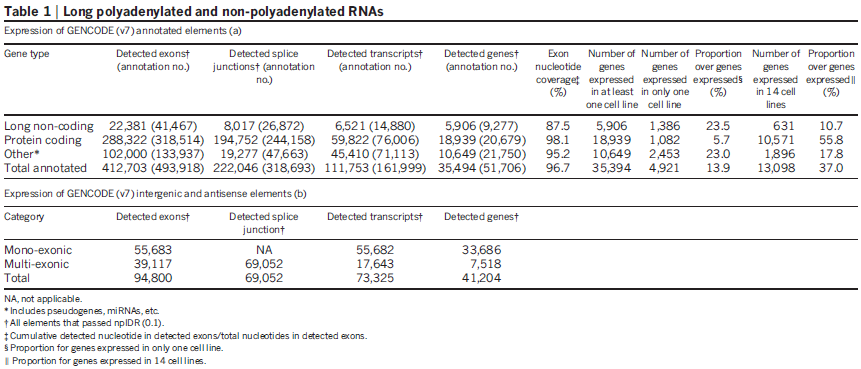 Table 1 | Long polyadenylated and non-polyadenylated RNAs
Expression of GENCODE (v7) annotated elements (a)
Gene type Detected exons† Detected splice Detected transcripts† Detected genes† Exon Number of Number of Proportion Number of Proportion
(annotation no.) junctions† (annotation (annotation no.) (annotation no.) nucleotide genes genes over genes genes over genes
no.) coverage‡ expressed expressed expressed§ expressed expressed∥
(%) in at least in only one (%) in 14 cell (%)
one cell line cell line lines
Long non-coding 22,381 (41,467) 8,017 (26,872) 6,521 (14,880) 5,906 (9,277) 87.5 5,906 1,386 23.5 631 10.7
Protein coding 288,322 (318,514) 194,752 (244,158) 59,822 (76,006) 18,939 (20,679) 98.1 18,939 1,082 5.7 10,571 55.8
Other* 102,000 (133,937) 19,277 (47,663) 45,410 (71,113) 10,649 (21,750) 95.2 10,649 2,453 23.0 1,896 17.8
Total annotated 412,703 (493,918) 222,046 (318,693) 111,753 (161,999) 35,494 (51,706) 96.7 35,394 4,921 13.9 13,098 37.0
Expression of GENCODE (v7) intergenic and antisense elements (b)
Category Detected exons† Detected splice Detected transcripts† Detected genes†
junction†
Mono-exonic 55,683 NA 55,682 33,686
Multi-exonic 39,117 69,052 17,643 7,518
Total 94,800 69,052 73,325 41,204
NA, not applicable.
* Includes pseudogenes, miRNAs, etc.
† All elements that passed npIDR (0.1).
‡ Cumulative detected nucleotide in detected exons/total nucleotides in detected exons.
§ Proportion for genes expressed in only one cell line.
∥ Proportion for genes expressed in 14 cell lines.